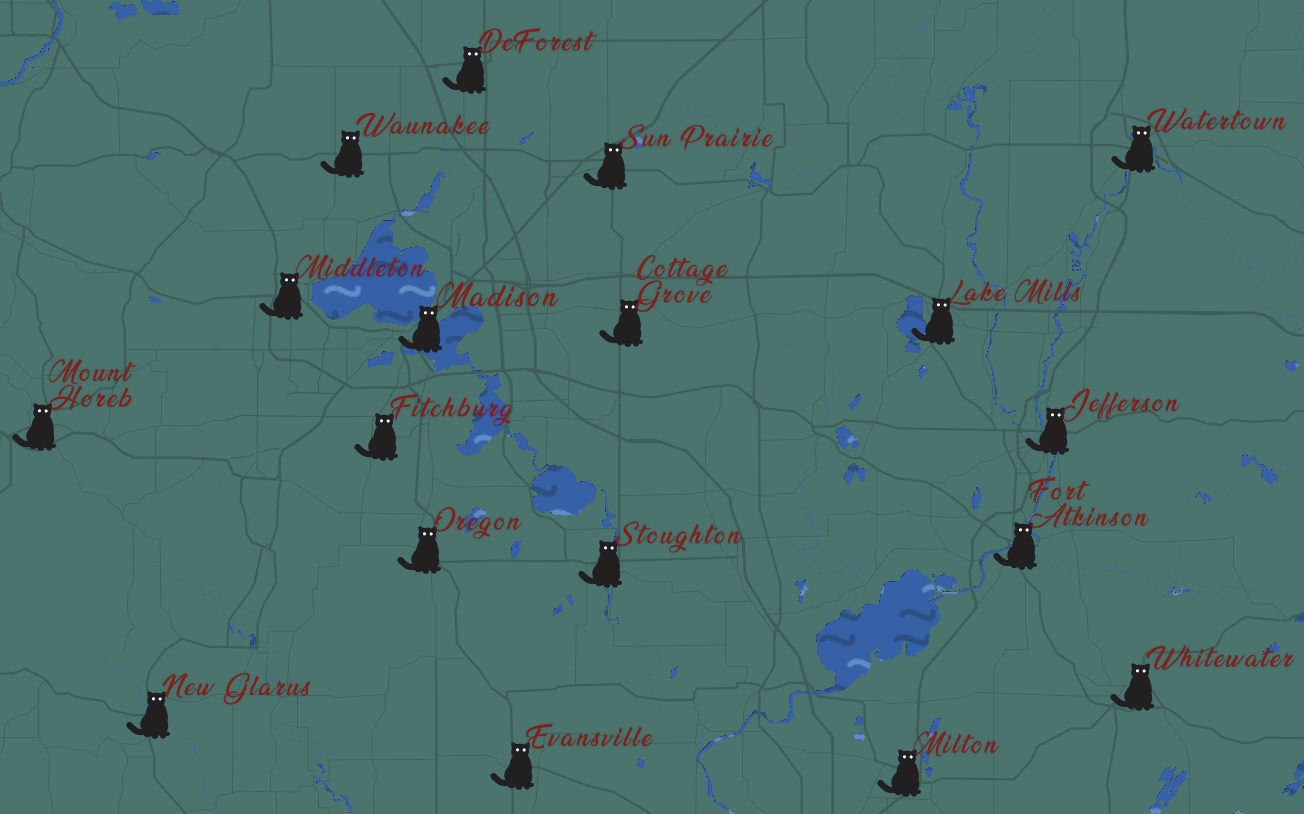 DeForest
Waunakee
Sun Prairie
Watertown
Middleton
Madison
Cottage
Grove
Lake Mills
Mount
Horeb
Fitchburg
Jefferson
Oregon
Stoughton
Fort
Atkinson
New Glarus
Whitewater
Evansville
Milton